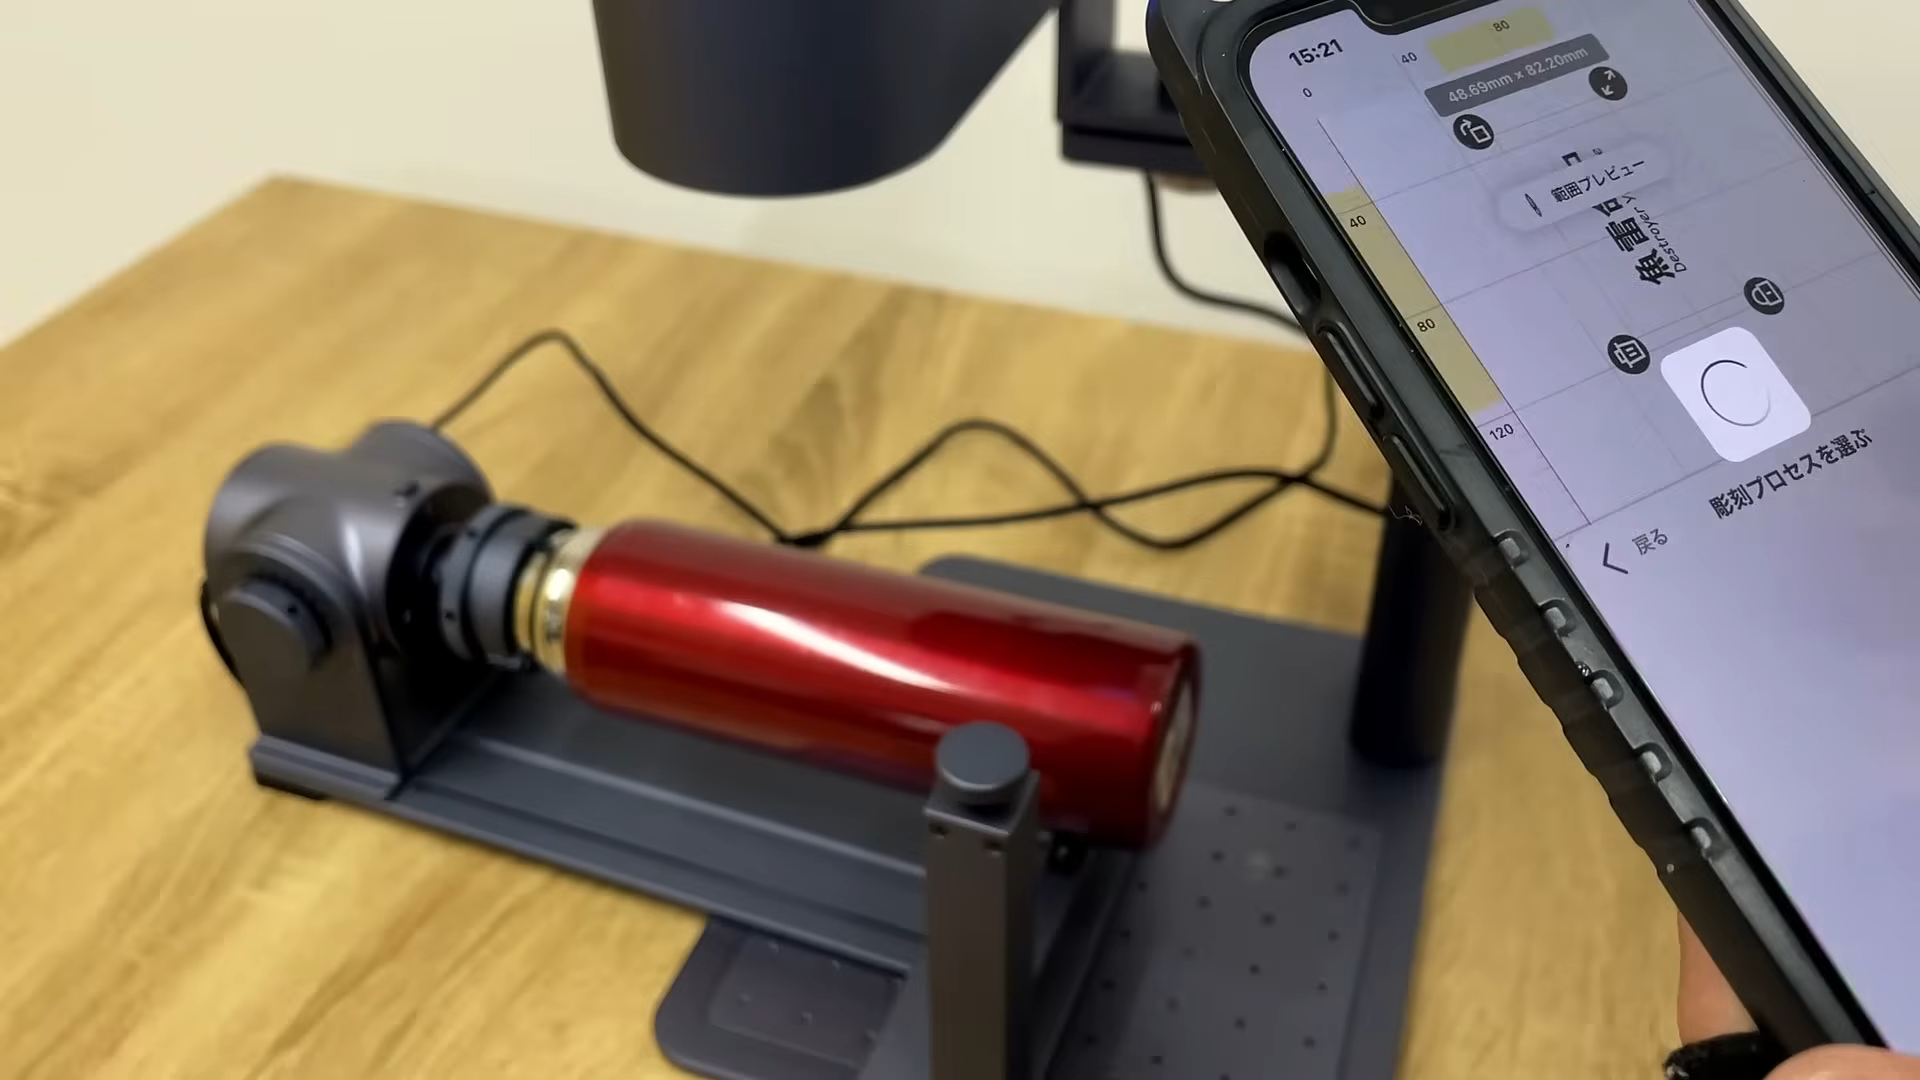 15:21
80
40
0
48.69mm x 82.20mm
範囲プレビュー
40
Destroyer
80
120
彫刻プロセスを選ぶ
戻る